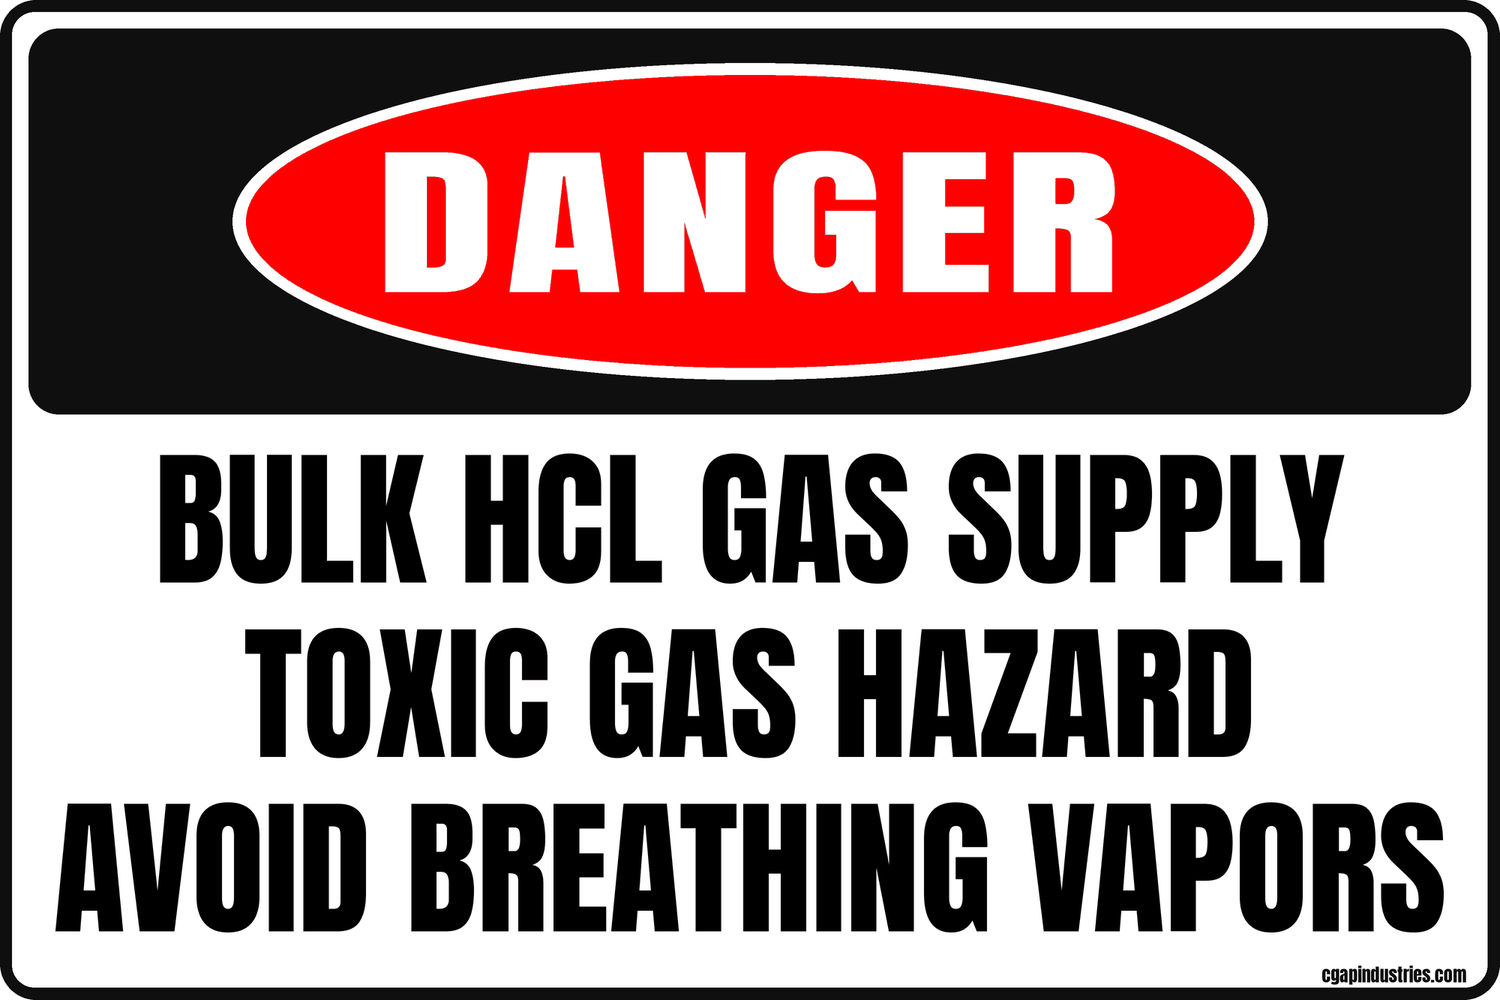 DANGER
BULK HCL GAS SUPPLY
TOXIC GAS HAZARD
AVOID BREATHING VAPORS
cgapindustries.com